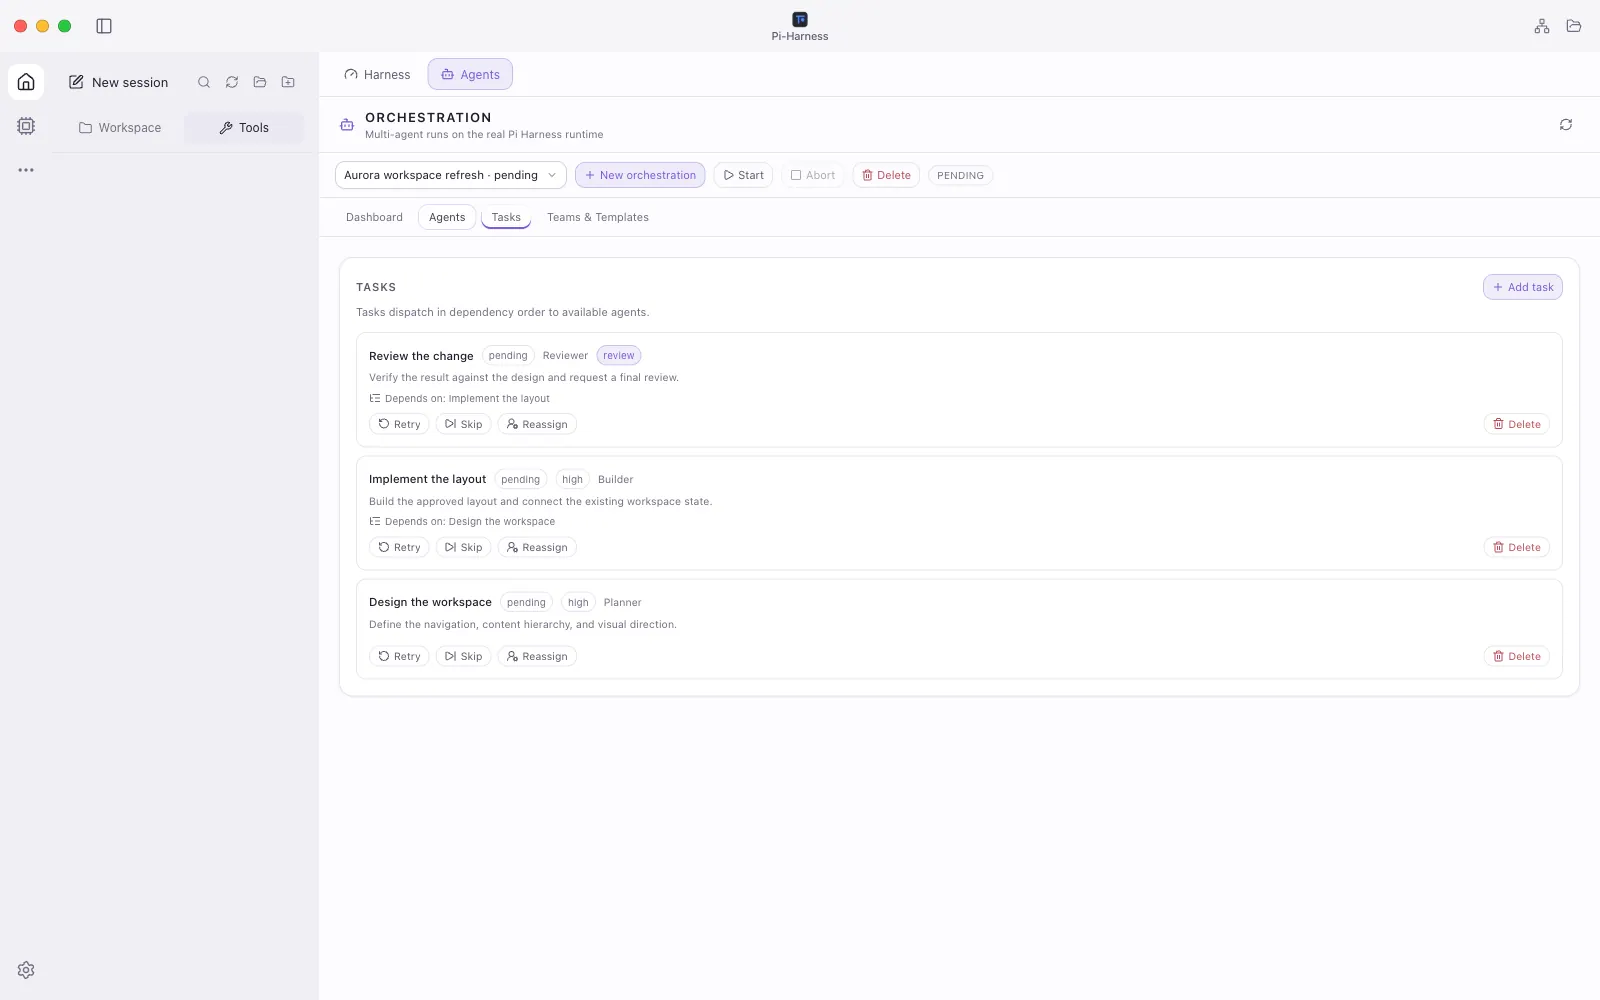 Pi-Harness
New session
Workspace
Tools
Harness
Agents
ORCHESTRATION
Multi-agent runs on the real Pi Harness runtime
Aurora workspace refresh · pending
New orchestration
Start
Abort
Delete
PENDING
Dashboard
Agents
Tasks
Teams & Templates
TASKS
Add task
Tasks dispatch in dependency order to available agents.
Review the change pending Reviewer review
Verify the result against the design and request a final review.
Depends on: Implement the layout
Retry Skip Reassign Delete
Implement the layout pending high Builder
Build the approved layout and connect the existing workspace state.
Depends on: Design the workspace
Retry Skip Reassign Delete
Design the workspace pending high Planner
Define the navigation, content hierarchy, and visual direction.
Retry Skip Reassign Delete